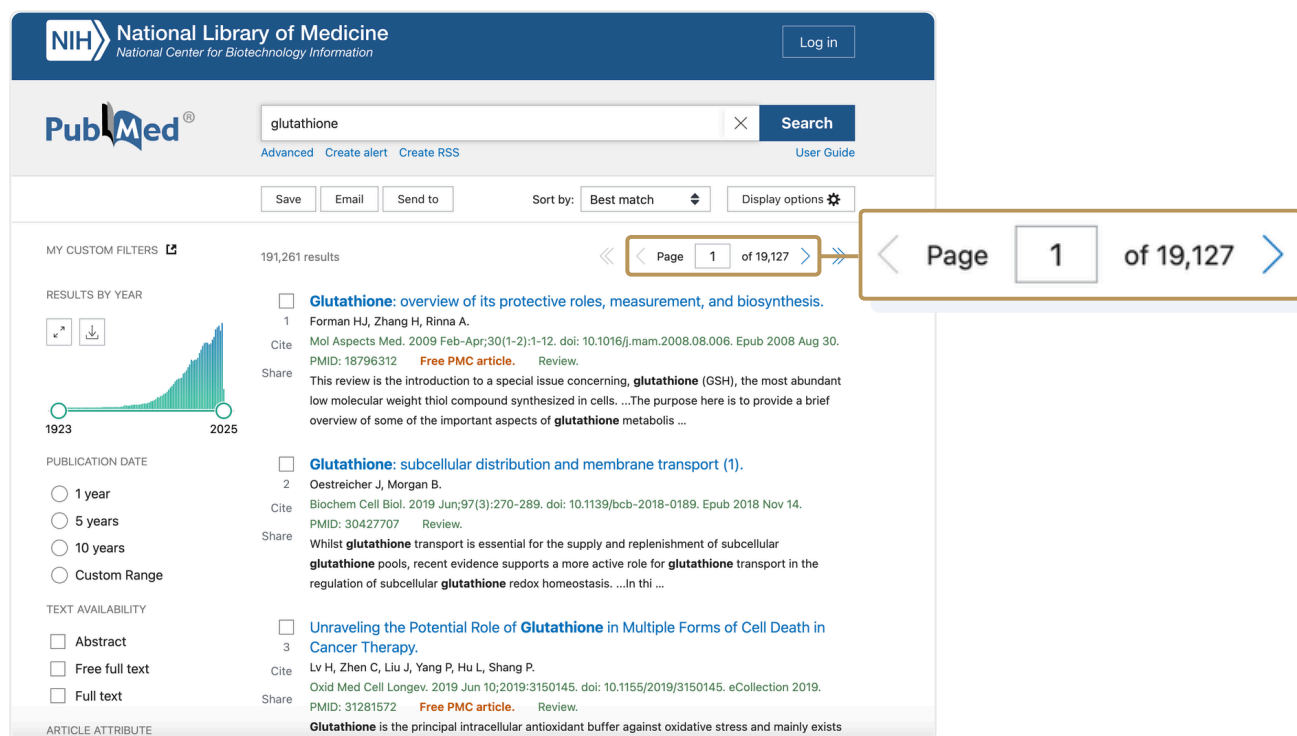 NIH National Library of Medicine
National Center for Biotechnology Information
Log in
PubMed®
glutathione
Search
Advanced Create alert Create RSS
User Guide
Save Email Send to
Sort by: Best match
Display options
MY CUSTOM FILTERS
191,261 results
Page 1 of 19,127
Page 1 of 19,127
RESULTS BY YEAR
1923 2025
PUBLICATION DATE
1 year
5 years
10 years
Custom Range
TEXT AVAILABILITY
Abstract
Free full text
Full text
ARTICLE ATTRIBUTE
Glutathione: overview of its protective roles, measurement, and biosynthesis.
1
Cite
Share
Forman HJ, Zhang H, Rinna A.
Mol Aspects Med. 2009 Feb-Apr;30(1-2):1-12. doi: 10.1016/j.mam.2008.08.006. Epub 2008 Aug 30.
PMID: 18796312 Free PMC article. Review.
This review is the introduction to a special issue concerning, glutathione (GSH), the most abundant
low molecular weight thiol compound synthesized in cells. ...The purpose here is to provide a brief
overview of some of the important aspects of glutathione metabolis ...
Glutathione: subcellular distribution and membrane transport (1).
2
Cite
Share
Oestreicher J, Morgan B.
Biochem Cell Biol. 2019 Jun;97(3):270-289. doi: 10.1139/bcb-2018-0189. Epub 2018 Nov 14.
PMID: 30427707 Review.
Whilst glutathione transport is essential for the supply and replenishment of subcellular
glutathione pools, recent evidence supports a more active role for glutathione transport in the
regulation of subcellular glutathione redox homeostasis. ...In thi ...
Unraveling the Potential Role of Glutathione in Multiple Forms of Cell Death in
Cancer Therapy.
3
Cite
Share
Lv H, Zhen C, Liu J, Yang P, Hu L, Shang P.
Oxid Med Cell Longev. 2019 Jun 10;2019:3150145. doi: 10.1155/2019/3150145. eCollection 2019.
PMID: 31281572 Free PMC article. Review.
Glutathione is the principal intracellular antioxidant buffer against oxidative stress and mainly exists